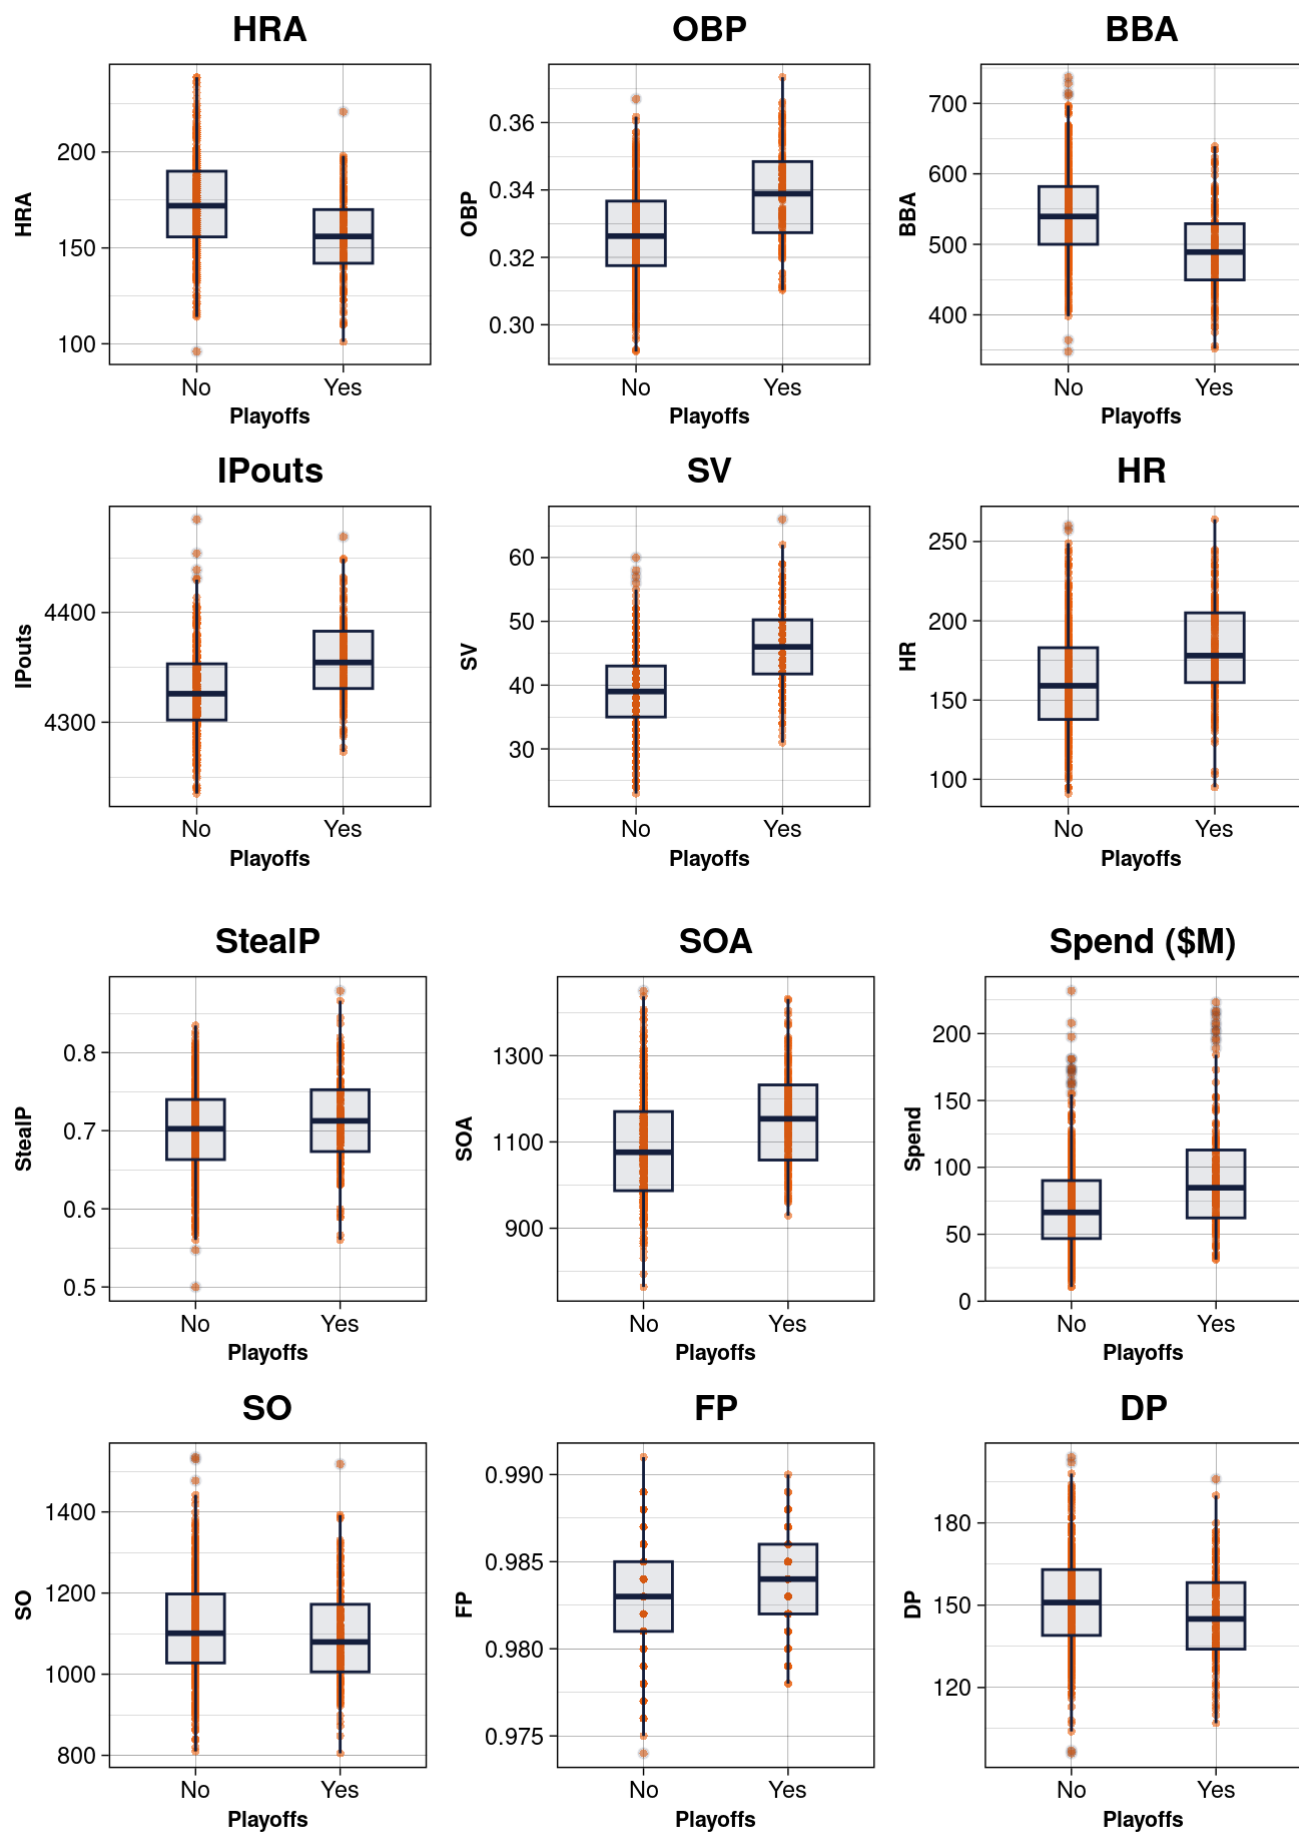 HRA OBP BBA
HRA
200
150
100
No Yes
Playoffs
OBP
0.36
0.34
0.32
0.30
No Yes
Playoffs
BBA
700
600
500
400
No Yes
Playoffs
IPouts SV HR
IPouts
4400
4300
No Yes
Playoffs
SV
60
50
40
30
No Yes
Playoffs
HR
250
200
150
100
No Yes
Playoffs
StealP SOA Spend ($M)
StealP
0.8
0.7
0.6
0.5
No Yes
Playoffs
SOA
1300
1100
900
No Yes
Playoffs
Spend
200
150
100
50
0
No Yes
Playoffs
SO FP DP
SO
1400
1200
1000
800
No Yes
Playoffs
FP
0.990
0.985
0.980
0.975
No Yes
Playoffs
DP
180
150
120
No Yes
Playoffs